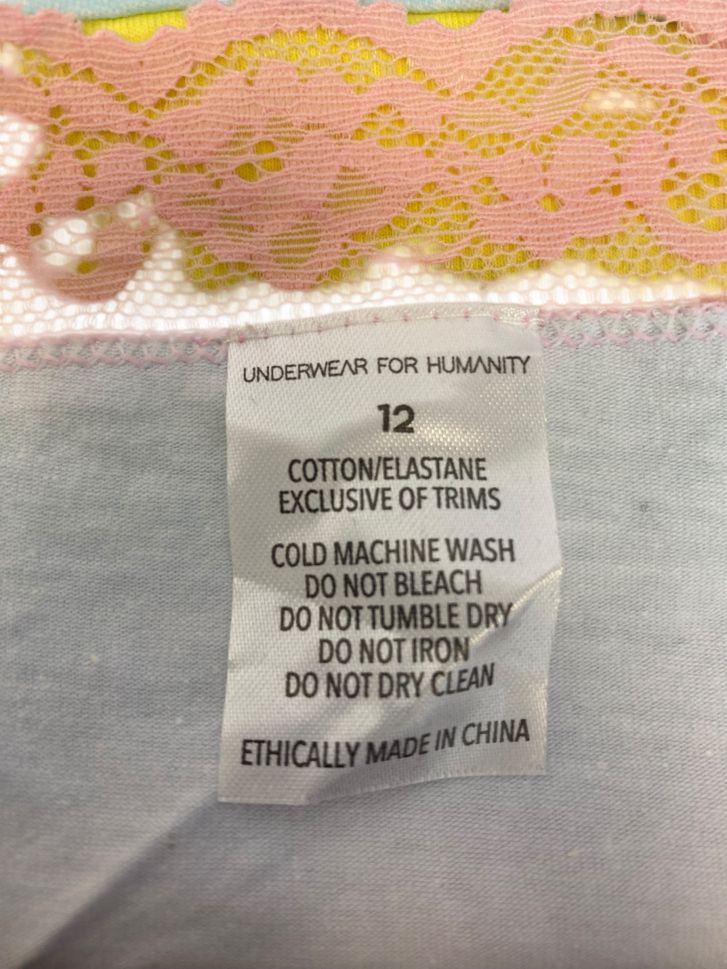 UNDERWEAR FOR HUMANITY
12
COTTON/ELASTANE
EXCLUSIVE OF TRIMS
COLD MACHINE WASH
DO NOT BLEACH
DO NOT TUMBLE DRY
DO NOT IRON
DO NOT DRY CLEAN
ETHICALLY MADE IN CHINA